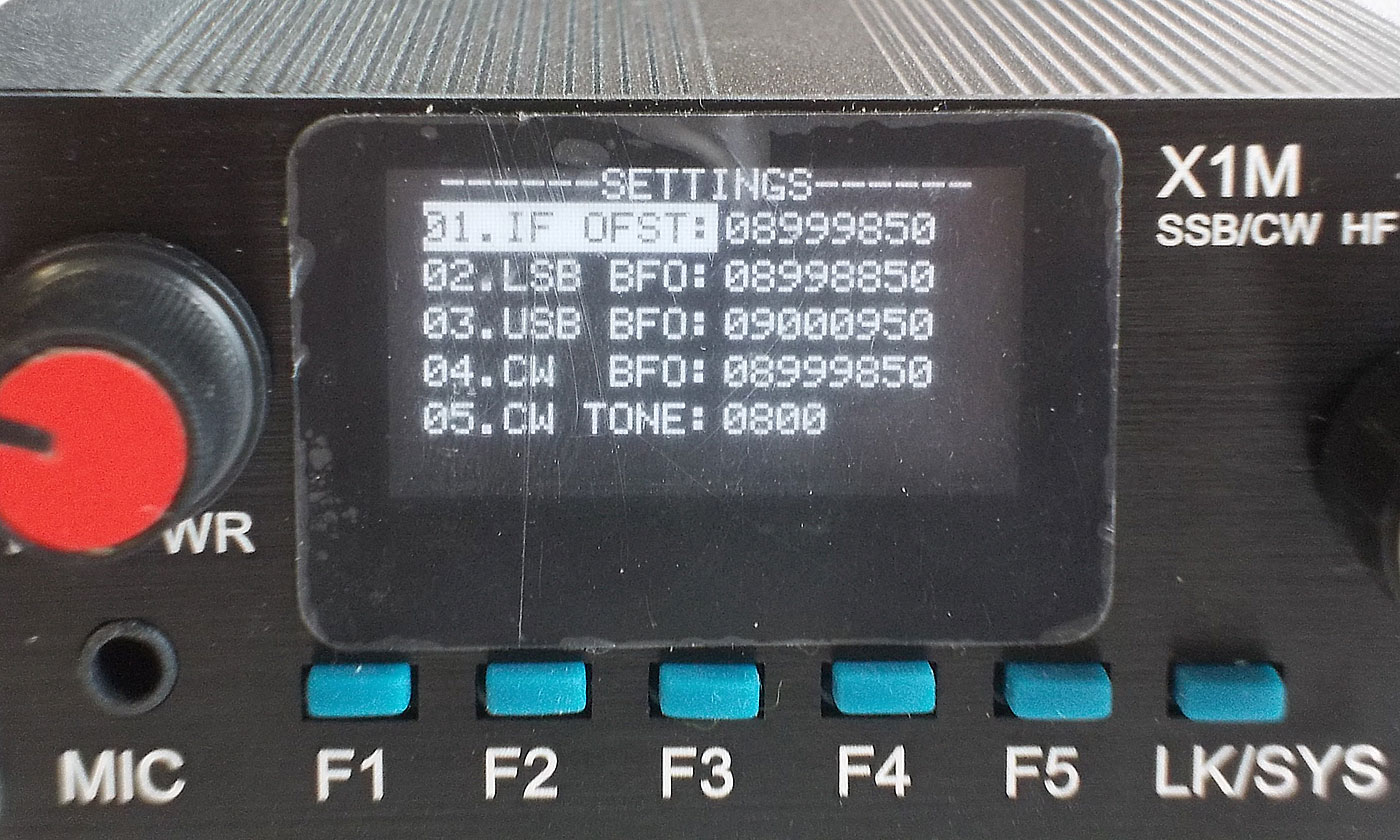 ------SETTINGS------
01.IF OFST:08999850
02.LSB BFO:08998850
03.USB BFO:09000950
04.CW  BFO:08999850
05.CW TONE:0800
X1M
SSB/CW HF
WR
MIC
F1
F2
F3
F4
F5
LK/SYS